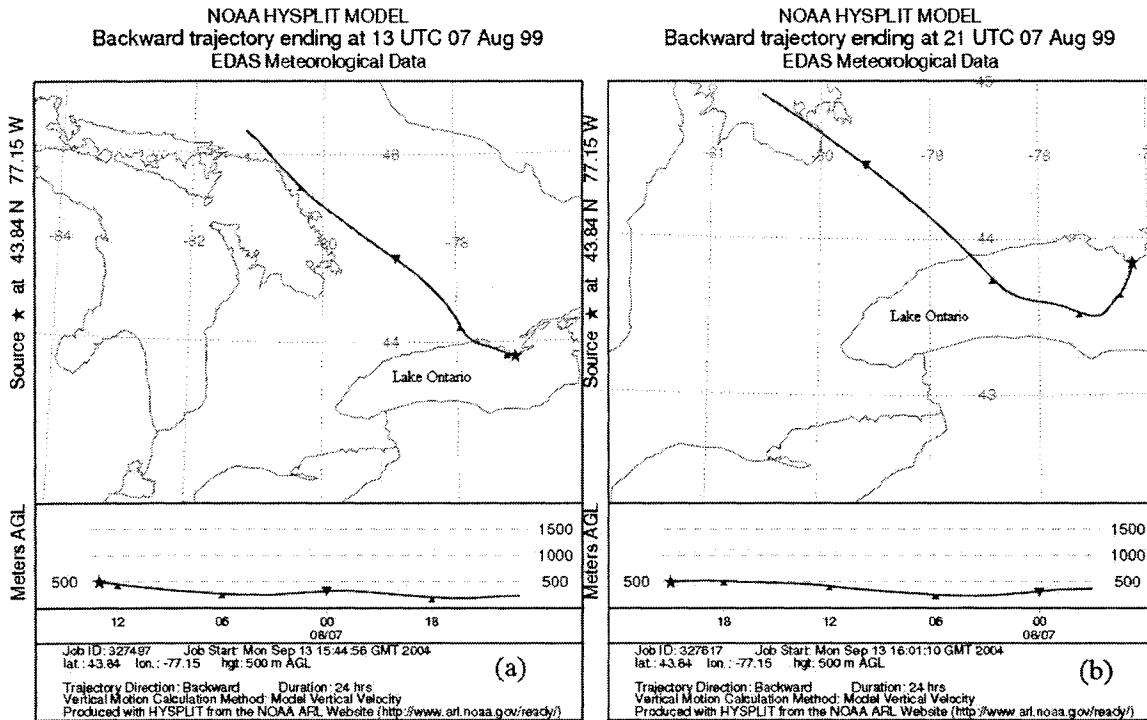 NOAA HYSPLIT MODEL
Backward trajectory ending at 13 UTC 07 Aug 99
EDAS Meteorological Data
Source ★ at 43.84 N 77.15 W
-84
-82
-80
-78
46
44
Lake Ontario
Meters AGL
500
1500
1000
500
12
06
00
18
08/07
Job ID: 327497 Job Start: Mon Sep 13 15:44:56 GMT 2004
lat.: 43.84 lon.: -77.15 hgt: 500 m AGL
(a)
Trajectory Direction: Backward Duration: 24 hrs
Vertical Motion Calculation Method: Model Vertical Velocity
Produced with HYSPLIT from the NOAA ARL Website (http://www.arl.noaa.gov/ready/)
NOAA HYSPLIT MODEL
Backward trajectory ending at 21 UTC 07 Aug 99
EDAS Meteorological Data
Source ★ at 43.84 N 77.15 W
45
-81
-80
-79
-78
44
Lake Ontario
43
Meters AGL
500
1500
1000
500
18
12
06
00
08/07
Job ID: 327617 Job Start: Mon Sep 13 16:01:10 GMT 2004
lat.: 43.84 lon.: -77.15 hgt: 500 m AGL
(b)
Trajectory Direction: Backward Duration: 24 hrs
Vertical Motion Calculation Method: Model Vertical Velocity
Produced with HYSPLIT from the NOAA ARL Website (http://www.arl.noaa.gov/ready/)